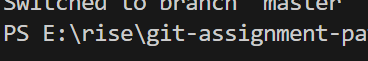 Switched to branch 'master'
PS E:\rise\git-assignment-pa